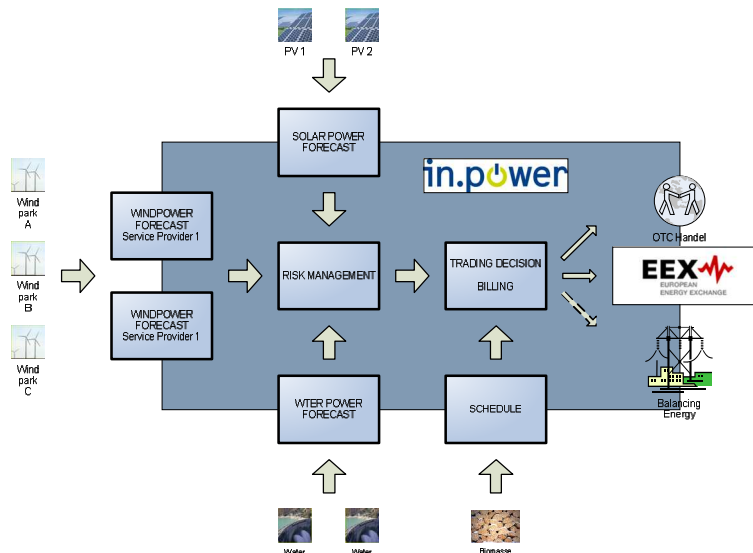 PV 1
PV 2
SOLAR POWER
FORECAST
in.power
Wind
park
A
WINDPOWER
FORECAST
Service Provider 1
OTC Handel
Wind
park
B
RISK MANAGEMENT
TRADING DECISION
BILLING
EEX
EUROPEAN
ENERGY EXCHANGE
WINDPOWER
FORECAST
Service Provider 1
Wind
park
C
WTER POWER
FORECAST
SCHEDULE
Balancing
Energy
Water
Water
Biomasse